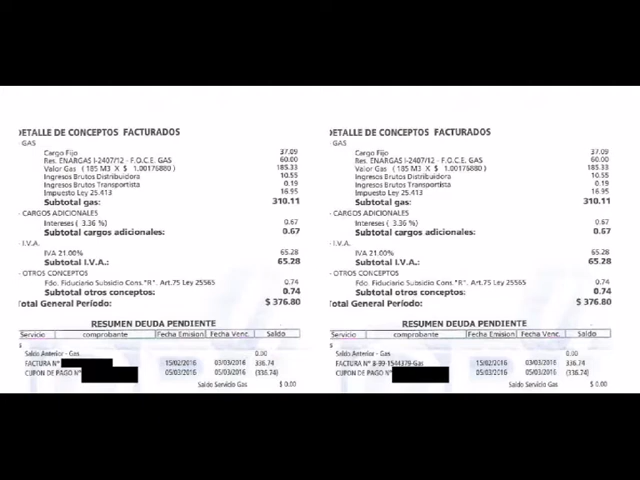 DETALLE DE CONCEPTOS FACTURADOS
GAS
Cargo Fijo 37.09
Res. ENARGAS I-2407/12 - F.O.C.E. GAS 60.00
Valor Gas ( 185 M3 X $ 1.00176880 ) 185.33
Ingresos Brutos Distribuidora 10.55
Ingresos Brutos Transportista 0.19
Impuesto Ley 25.413 16.95
Subtotal gas: 310.11
- CARGOS ADICIONALES
Intereses ( 3.36 %) 0.67
Subtotal cargos adicionales: 0.67
- I.V.A.
IVA 21.00% 65.28
Subtotal I.V.A.: 65.28
- OTROS CONCEPTOS
Fdo. Fiduciario Subsidio Cons."R". Art.75 Ley 25565 0.74
Subtotal otros conceptos: 0.74
Total General Período: $ 376.80
RESUMEN DEUDA PENDIENTE
Servicio comprobante Fecha Emision Fecha Venc. Saldo
Saldo Anterior - Gas 0.00
FACTURA N° 15/02/2016 03/03/2016 336.74
CUPON DE PAGO N° 05/03/2016 05/03/2016 (336.74)
Saldo Servicio Gas $ 0.00
DETALLE DE CONCEPTOS FACTURADOS
- GAS
Cargo Fijo 37.09
Res. ENARGAS I-2407/12 - F.O.C.E. GAS 60.00
Valor Gas ( 185 M3 X $ 1.00176880 ) 185.33
Ingresos Brutos Distribuidora 10.55
Ingresos Brutos Transportista 0.19
Impuesto Ley 25.413 16.95
Subtotal gas: 310.11
- CARGOS ADICIONALES
Intereses ( 3.36 %) 0.67
Subtotal cargos adicionales: 0.67
- I.V.A.
IVA 21.00% 65.28
Subtotal I.V.A.: 65.28
- OTROS CONCEPTOS
Fdo. Fiduciario Subsidio Cons."R". Art.75 Ley 25565 0.74
Subtotal otros conceptos: 0.74
Total General Período: $ 376.80
RESUMEN DEUDA PENDIENTE
Servicio comprobante Fecha Emision Fecha Venc. Saldo
Saldo Anterior - Gas 0.00
FACTURA N° 8-99-1544379-Gas 15/02/2016 03/03/2016 336.74
CUPON DE PAGO N° 05/03/2016 05/03/2016 (336.74)
Saldo Servicio Gas $ 0.00